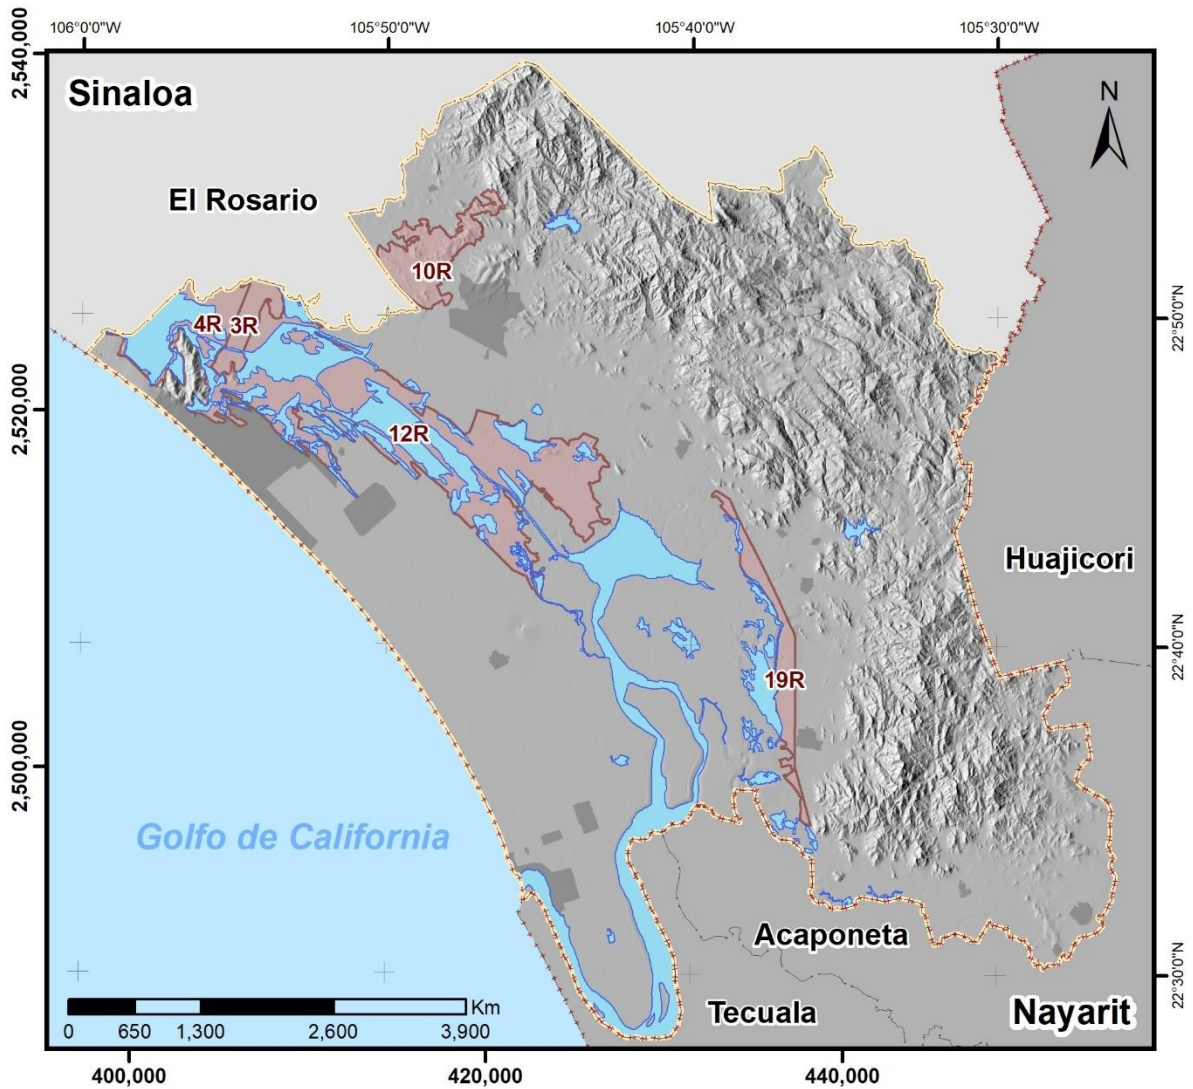 106°0'0"W
105°50'0"W
105°40'0"W
105°30'0"W
2,540,000
Sinaloa
N
El Rosario
10R
4R
3R
22°50'0"N
2,520,000
12R
Huajicori
22°40'0"N
19R
2,500,000
Golfo de California
Acaponeta
22°30'0"N
Tecuala
Nayarit
Km
0 650 1,300 2,600 3,900
400,000
420,000
440,000